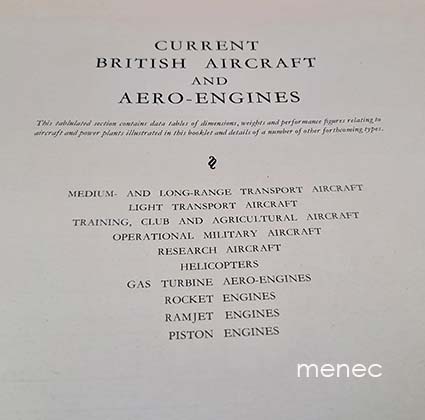 CURRENT
BRITISH AIRCRAFT
AND
AERO-ENGINES
This tabulated section contains data tables of dimensions, weights and performance figures relating to
aircraft and power plants illustrated in this booklet and details of a number of other forthcoming types.
MEDIUM- AND LONG-RANGE TRANSPORT AIRCRAFT
LIGHT TRANSPORT AIRCRAFT
TRAINING, CLUB AND AGRICULTURAL AIRCRAFT
OPERATIONAL MILITARY AIRCRAFT
RESEARCH AIRCRAFT
HELICOPTERS
GAS TURBINE AERO-ENGINES
ROCKET ENGINES
RAMJET ENGINES
PISTON ENGINES
menec